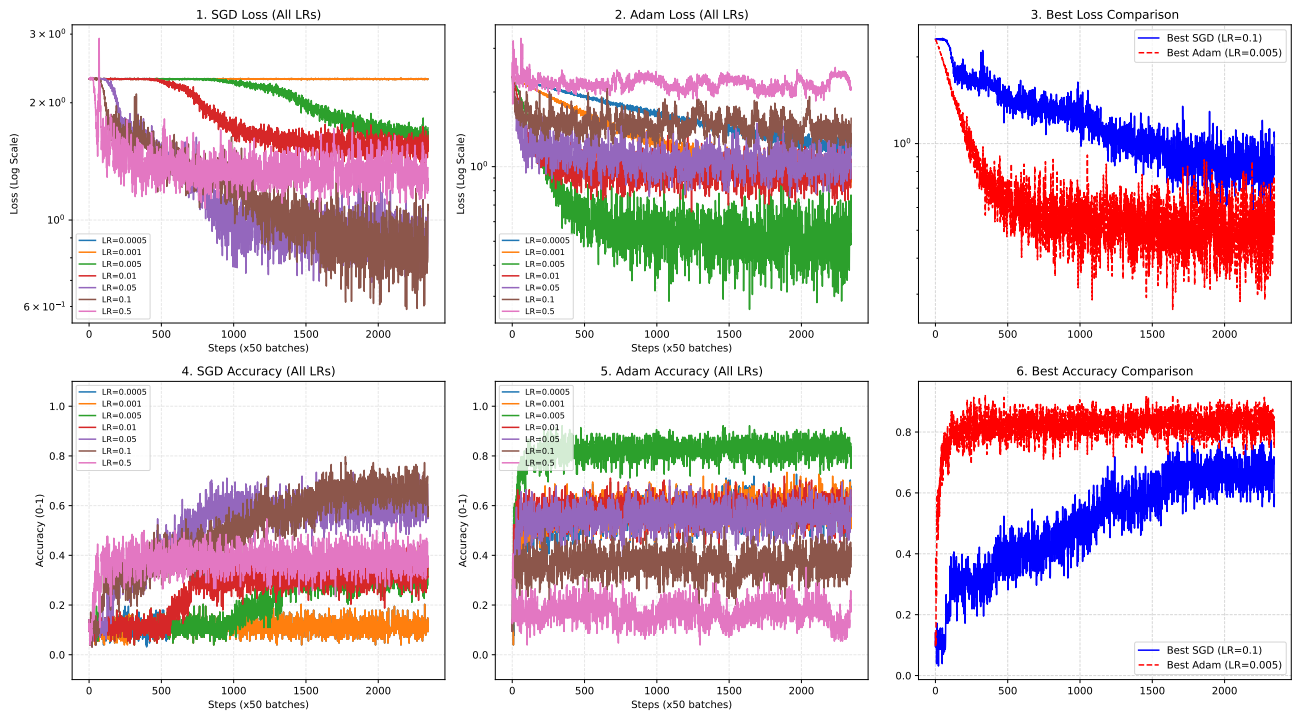 1. SGD Loss (All LRs)
Loss (Log Scale)
3 × 10⁰
2 × 10⁰
10⁰
6 × 10⁻¹
LR=0.0005
LR=0.001
LR=0.005
LR=0.01
LR=0.05
LR=0.1
LR=0.5
0 500 1000 1500 2000
Steps (x50 batches)
2. Adam Loss (All LRs)
Loss (Log Scale)
10⁰
LR=0.0005
LR=0.001
LR=0.005
LR=0.01
LR=0.05
LR=0.1
LR=0.5
0 500 1000 1500 2000
Steps (x50 batches)
3. Best Loss Comparison
Best SGD (LR=0.1)
Best Adam (LR=0.005)
10⁰
0 500 1000 1500 2000
4. SGD Accuracy (All LRs)
Accuracy (0-1)
1.0
0.8
0.6
0.4
0.2
0.0
LR=0.0005
LR=0.001
LR=0.005
LR=0.01
LR=0.05
LR=0.1
LR=0.5
0 500 1000 1500 2000
Steps (x50 batches)
5. Adam Accuracy (All LRs)
Accuracy (0-1)
1.0
0.8
0.6
0.4
0.2
0.0
LR=0.0005
LR=0.001
LR=0.005
LR=0.01
LR=0.05
LR=0.1
LR=0.5
0 500 1000 1500 2000
Steps (x50 batches)
6. Best Accuracy Comparison
0.8
0.6
0.4
0.2
0.0
Best SGD (LR=0.1)
Best Adam (LR=0.005)
0 500 1000 1500 2000